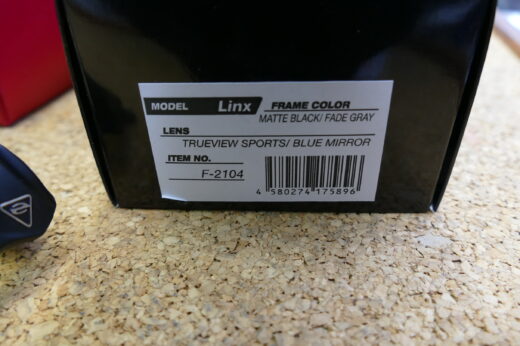 MODEL Linx FRAME COLOR
MATTE BLACK/ FADE GRAY
LENS
TRUEVIEW SPORTS/ BLUE MIRROR
ITEM NO.
F-2104
4 580274 175896